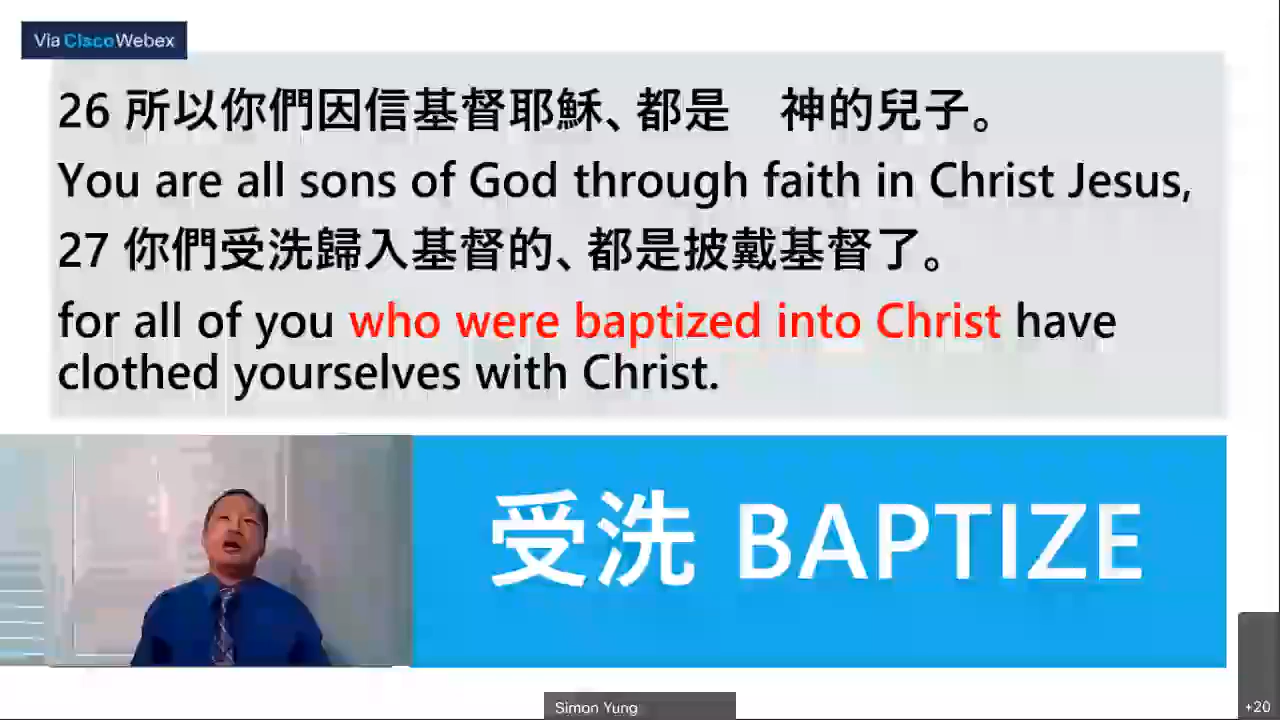 Via Cisco Webex
26 所以你們因信基督耶穌、都是　神的兒子。
You are all sons of God through faith in Christ Jesus,
27 你們受洗歸入基督的、都是披戴基督了。
for all of you who were baptized into Christ have
clothed yourselves with Christ.
受洗 BAPTIZE
Simon Yung
+20